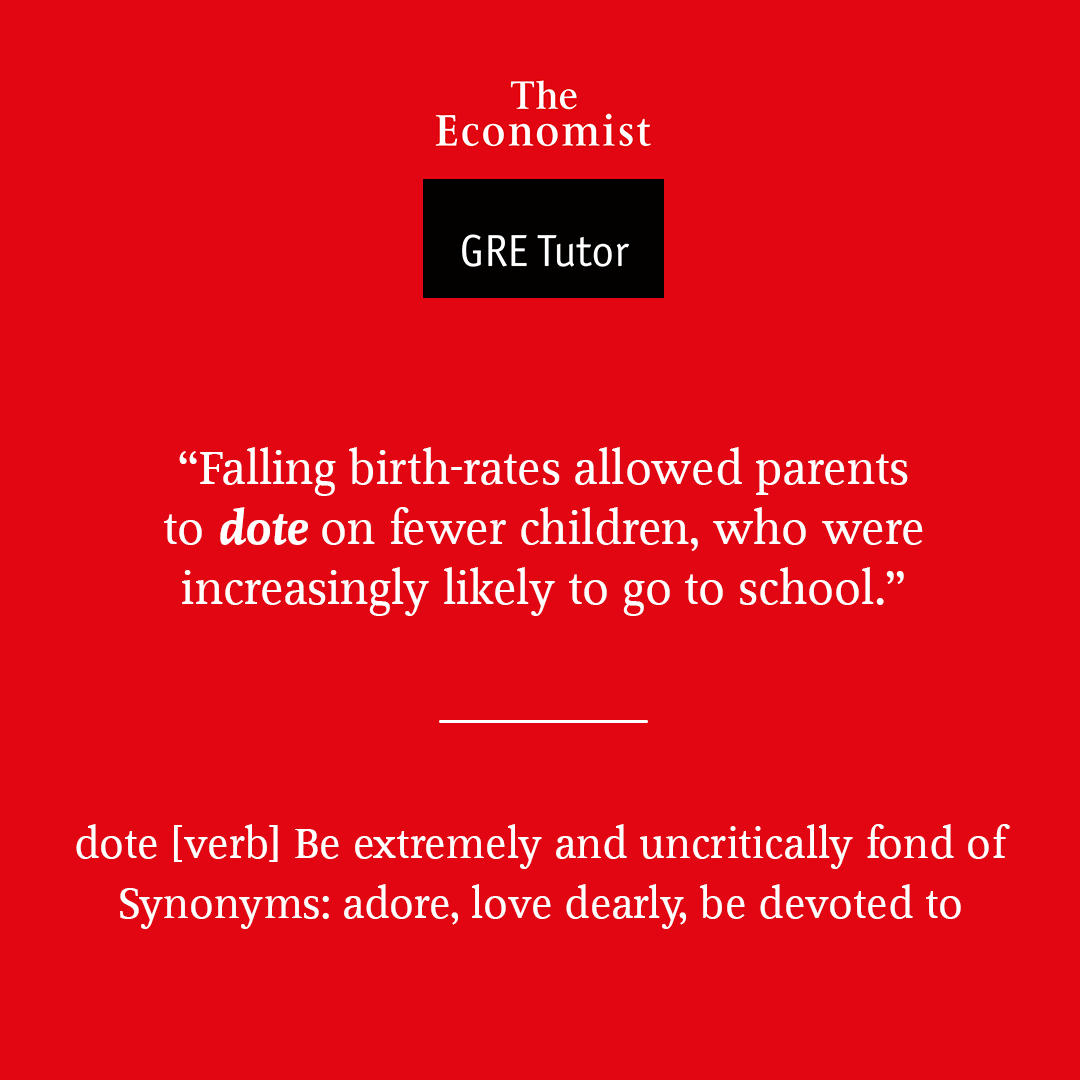 The
Economist
GRE Tutor
“Falling birth-rates allowed parents
to dote on fewer children, who were
increasingly likely to go to school.”
dote [verb] Be extremely and uncritically fond of
Synonyms: adore, love dearly, be devoted to